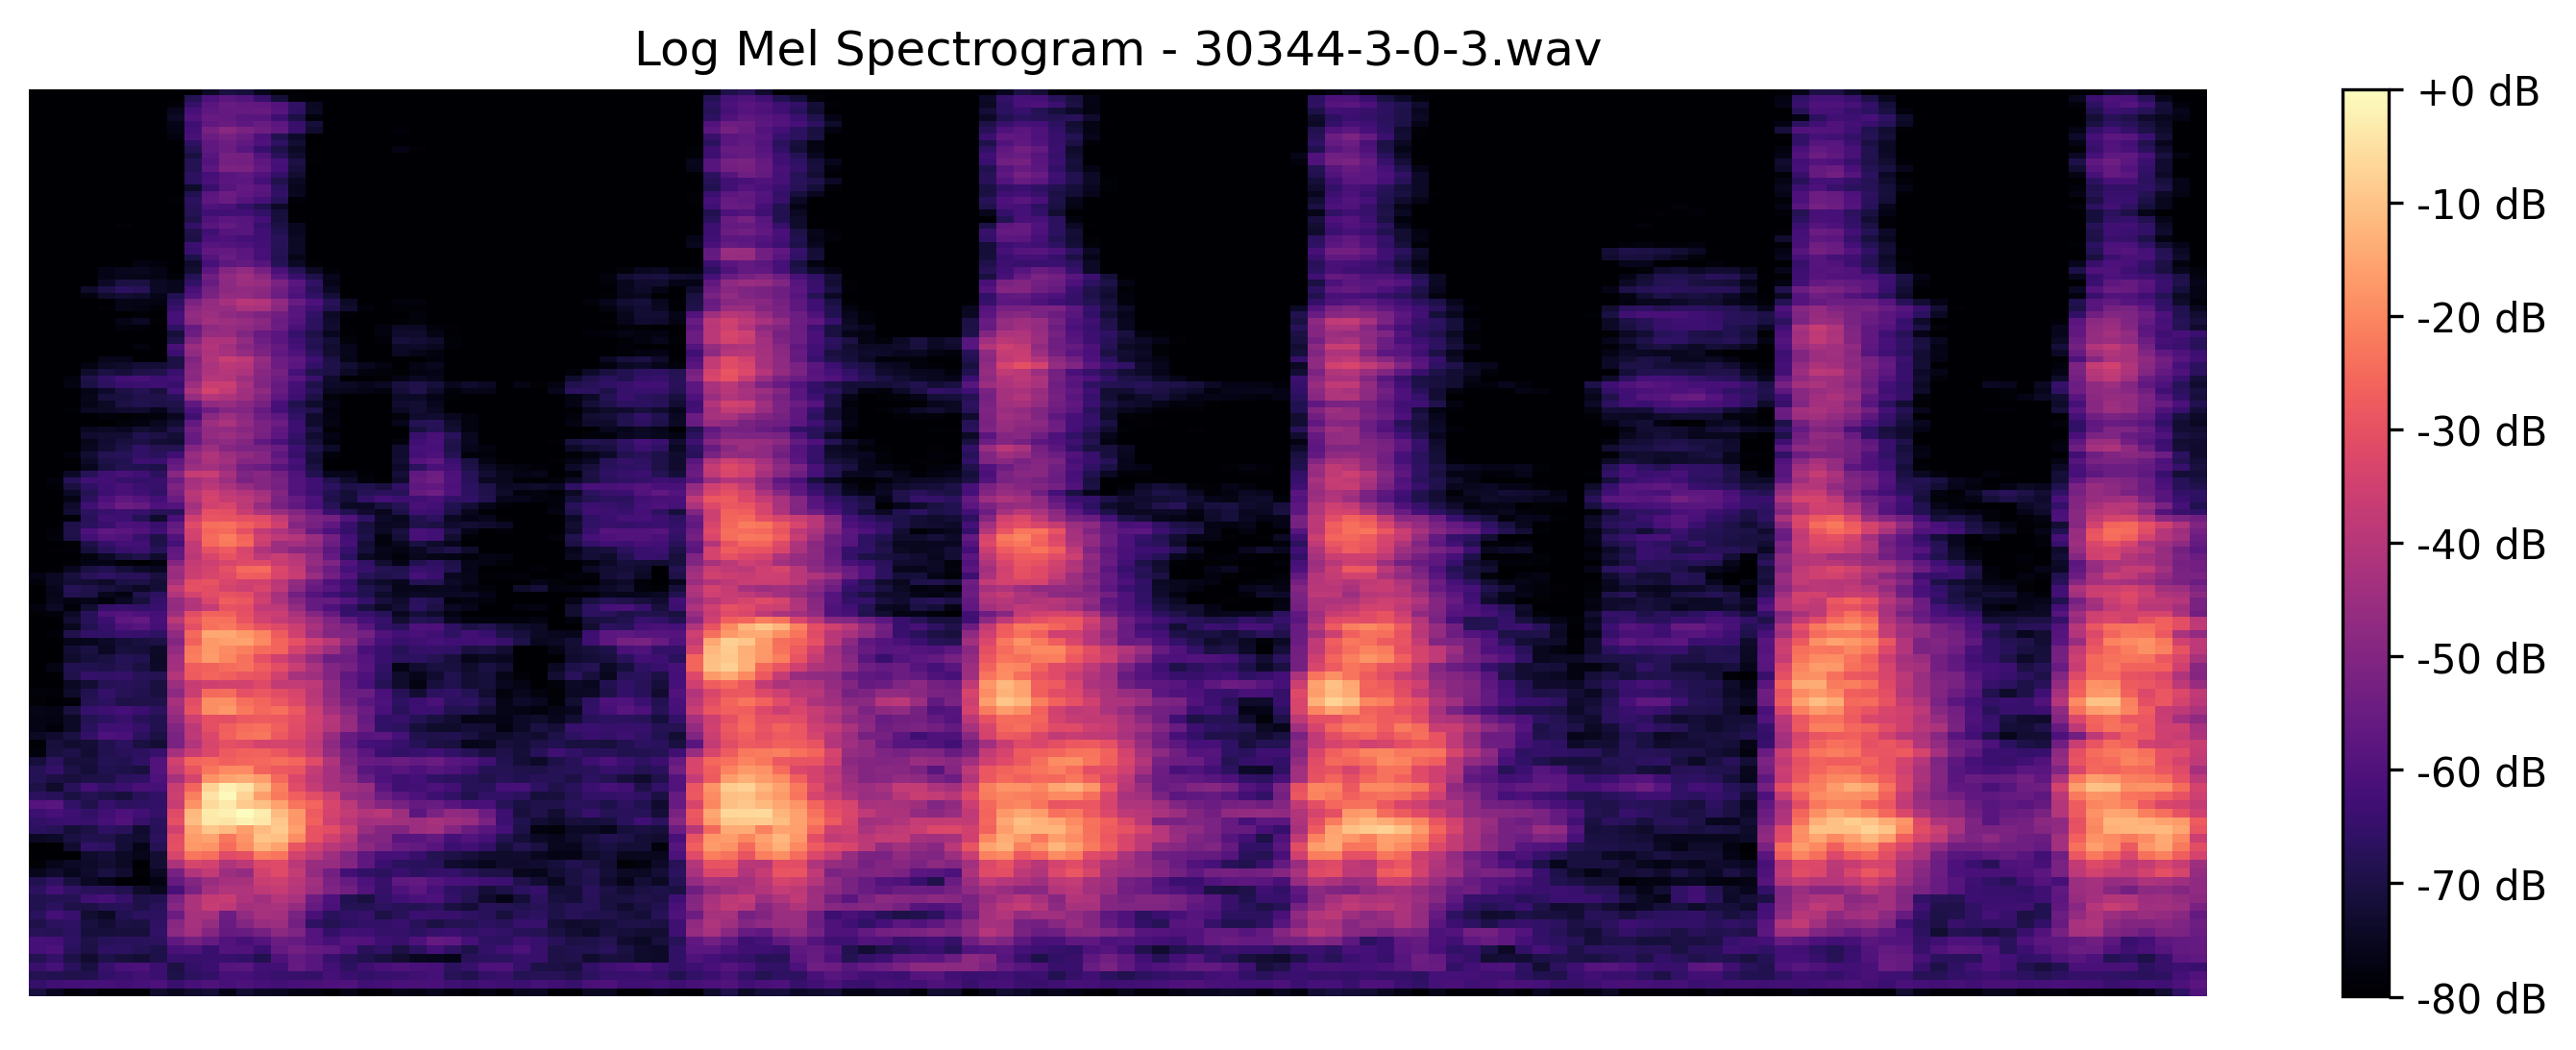 Log Mel Spectrogram - 30344-3-0-3.wav
+0 dB
-10 dB
-20 dB
-30 dB
-40 dB
-50 dB
-60 dB
-70 dB
-80 dB